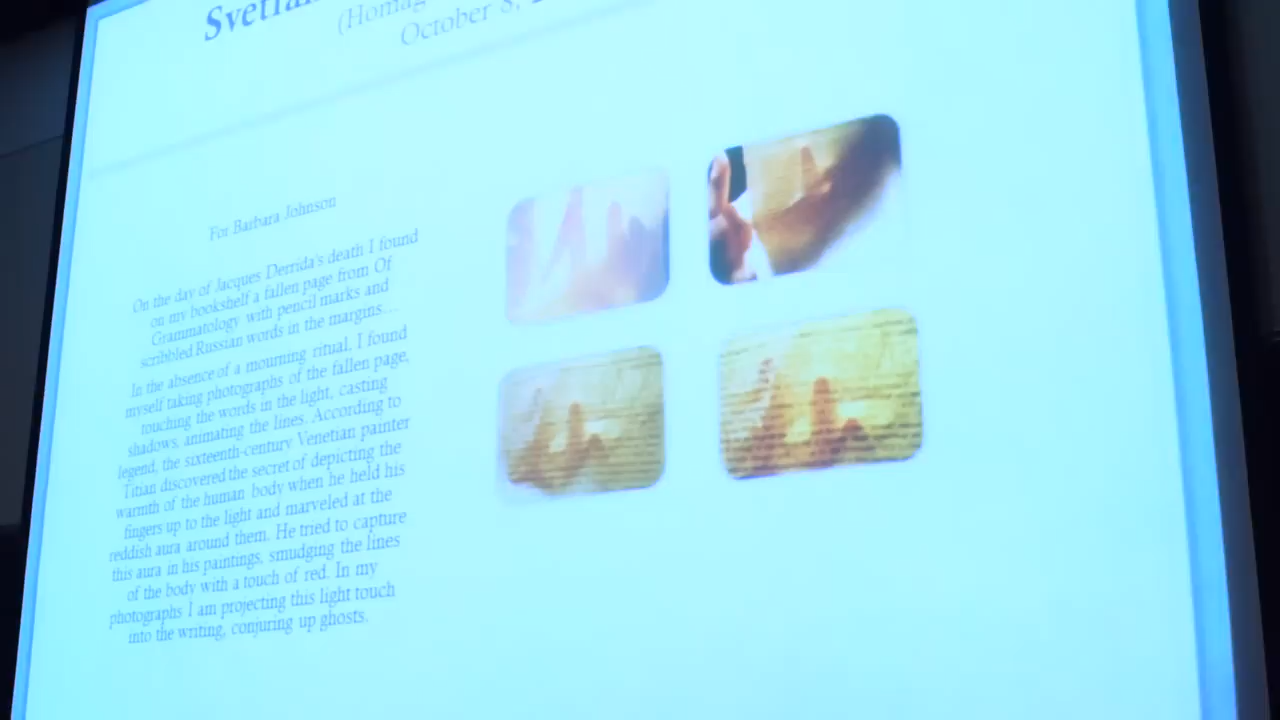 (Homag
October 8,
For Barbara Johnson
On the day of Jacques Derrida's death I found
on my bookshelf a fallen page from Of
Grammatology with pencil marks and
scribbled Russian words in the margins…
In the absence of a mourning ritual, I found
myself taking photographs of the fallen page,
touching the words in the light, casting
shadows, animating the lines. According to
legend, the sixteenth-century Venetian painter
Titian discovered the secret of depicting the
warmth of the human body when he held his
fingers up to the light and marveled at the
reddish aura around them. He tried to capture
this aura in his paintings, smudging the lines
of the body with a touch of red. In my
photographs I am projecting this light touch
into the writing, conjuring up ghosts.